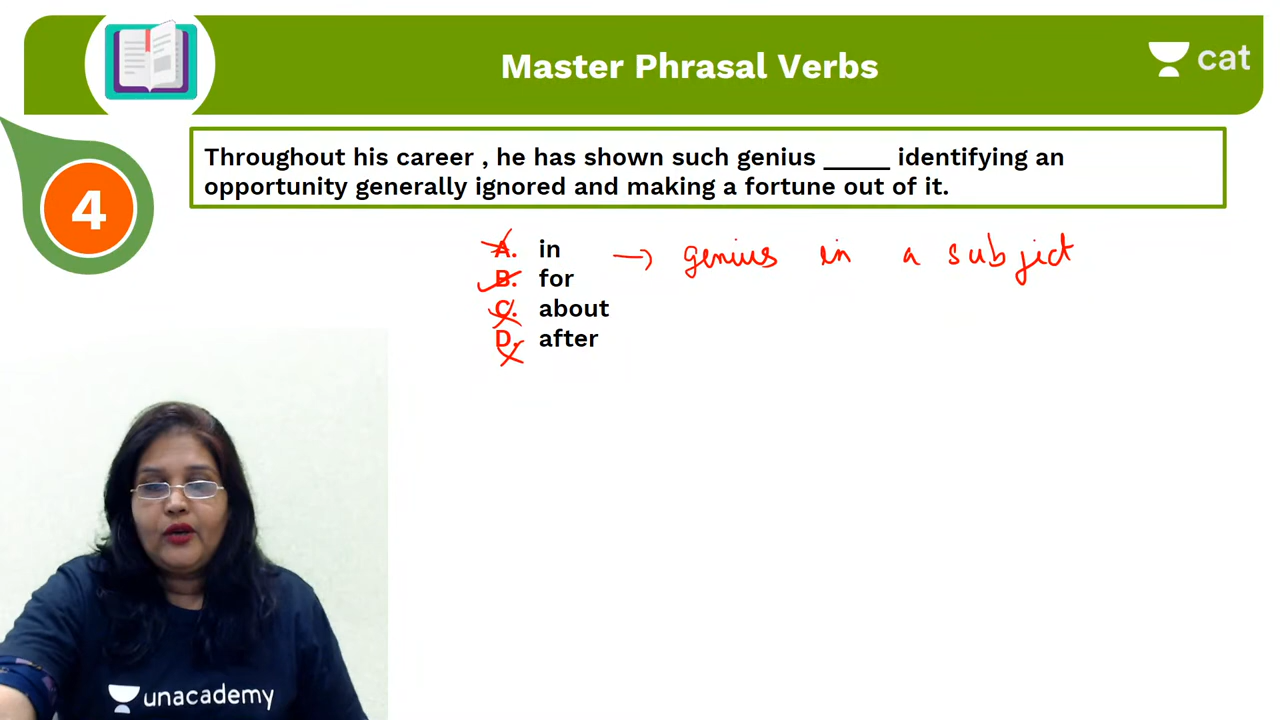 Master Phrasal Verbs
cat
4
Throughout his career , he has shown such genius _____ identifying an
opportunity generally ignored and making a fortune out of it.
A. in → genius in a subject
B. for
C. about
D. after
unacademy